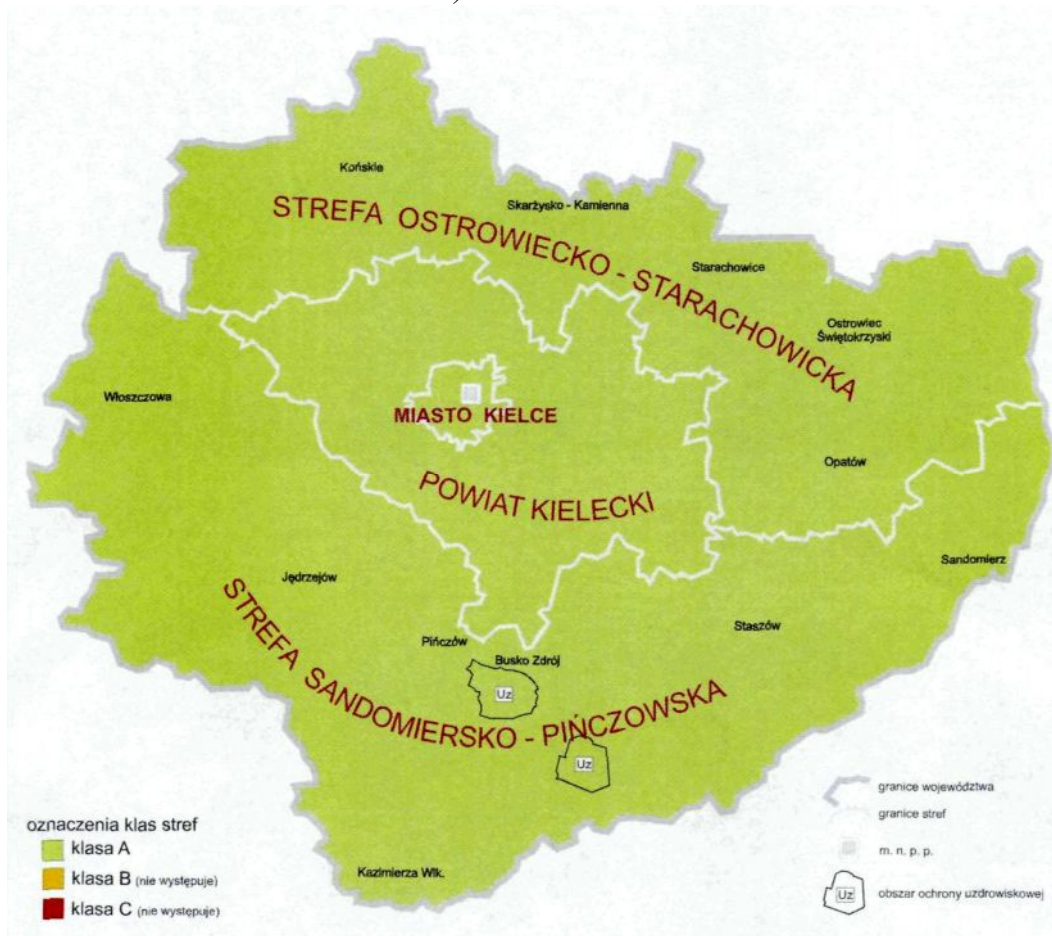 )
Końskie
Skarżysko - Kamienna
STREFA OSTROWIECKO - STARACHOWICKA
Starachowice
Ostrowiec
Świętokrzyski
Włoszczowa
MIASTO KIELCE
Opatów
POWIAT KIELECKI
Sandomierz
Jędrzejów
Staszów
Pińczów
Busko Zdrój
Uz
STREFA SANDOMIERSKO - PIŃCZOWSKA
Uz
Kazimierza Wlk.
oznaczenia klas stref
klasa A
klasa B (nie występuje)
klasa C (nie występuje)
granice województwa
granice stref
m. n. p. p.
Uz obszar ochrony uzdrowiskowej